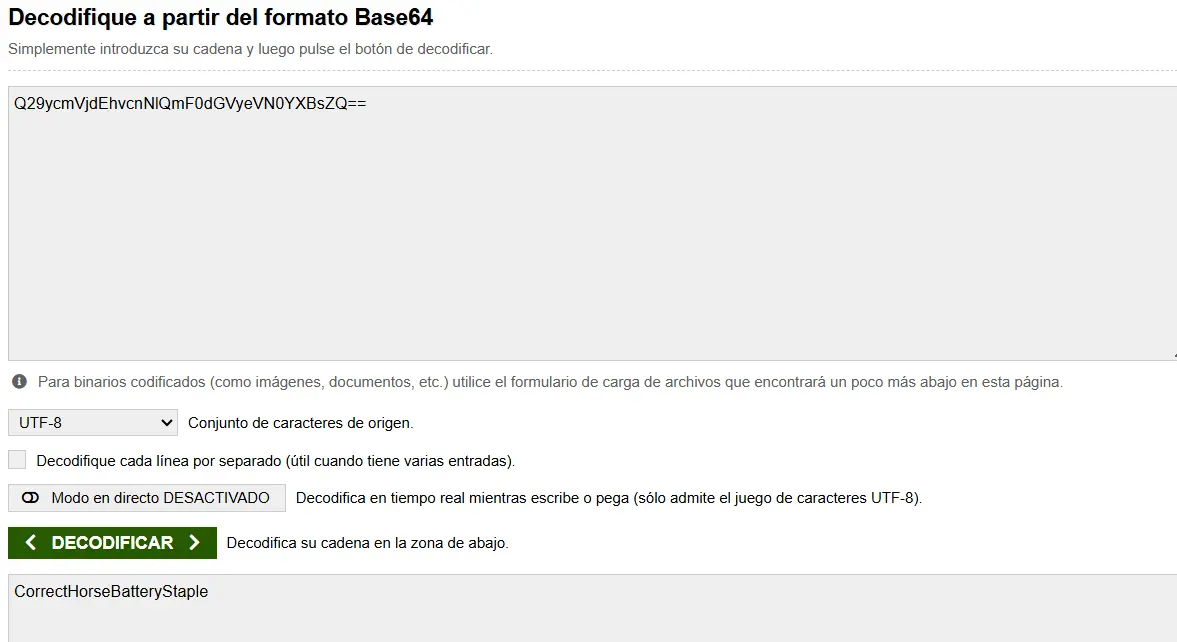 Decodifique a partir del formato Base64
Simplemente introduzca su cadena y luego pulse el botón de decodificar.
Q29ycmVjdEhvcnNlQmF0dGVyeVN0YXBsZQ==
Para binarios codificados (como imágenes, documentos, etc.) utilice el formulario de carga de archivos que encontrará un poco más abajo en esta página.
UTF-8 Conjunto de caracteres de origen.
Decodifique cada línea por separado (útil cuando tiene varias entradas).
Modo en directo DESACTIVADO Decodifica en tiempo real mientras escribe o pega (sólo admite el juego de caracteres UTF-8).
DECODIFICAR Decodifica su cadena en la zona de abajo.
CorrectHorseBatteryStaple